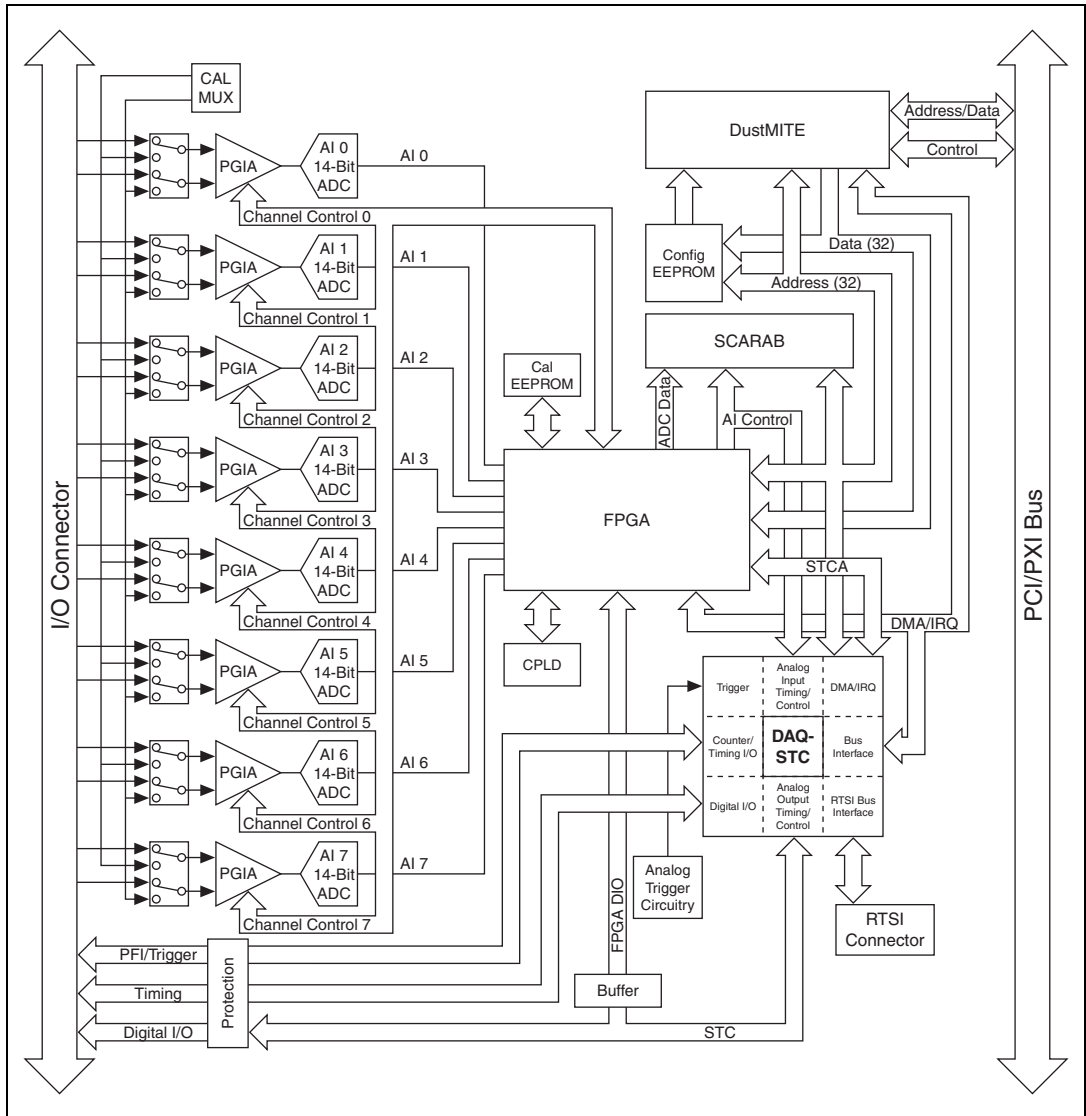 I/O Connector
CAL
MUX
PGIA
AI 0
14-Bit
ADC
AI 0
Channel Control 0
PGIA
AI 1
14-Bit
ADC
AI 1
Channel Control 1
PGIA
AI 2
14-Bit
ADC
AI 2
Channel Control 2
PGIA
AI 3
14-Bit
ADC
AI 3
Channel Control 3
PGIA
AI 4
14-Bit
ADC
AI 4
Channel Control 4
PGIA
AI 5
14-Bit
ADC
AI 5
Channel Control 5
PGIA
AI 6
14-Bit
ADC
AI 6
Channel Control 6
PGIA
AI 7
14-Bit
ADC
AI 7
Channel Control 7
PFI/Trigger
Timing
Digital I/O
Protection
DustMITE
Address/Data
Control
Config
EEPROM
Data (32)
Address (32)
SCARAB
Cal
EEPROM
ADC Data
AI Control
FPGA
STCA
DMA/IRQ
CPLD
Trigger
Analog
Input
Timing/
Control
DMA/IRQ
Counter/
Timing I/O
DAQ-
STC
Bus
Interface
Digital I/O
Analog
Output
Timing/
Control
RTSI Bus
Interface
Analog
Trigger
Circuitry
RTSI
Connector
FPGA DIO
Buffer
STC
PCI/PXI Bus